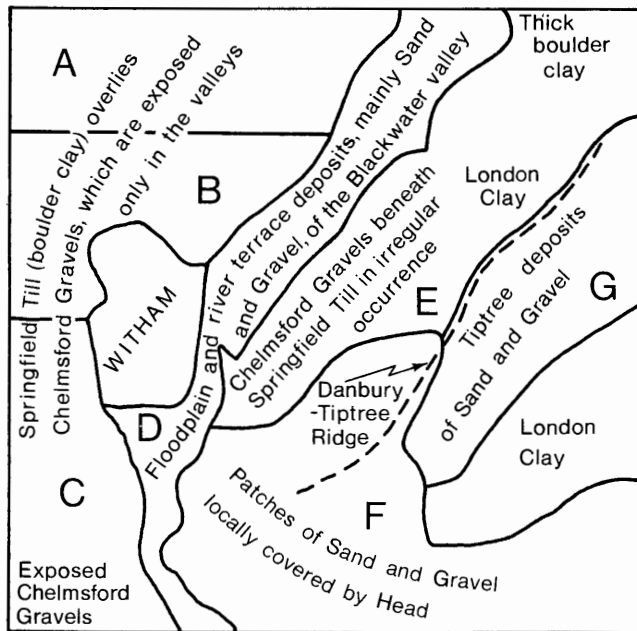 A
Springfield Till (boulder clay) overlies
Chelmsford Gravels, which are exposed
only in the valleys
B
WITHAM
D
C
Exposed
Chelmsford
Gravels
Floodplain and river terrace deposits, mainly Sand
and Gravel, of the Blackwater valley
Chelmsford Gravels beneath
Springfield Till in irregular
occurrence
Thick
boulder
clay
London
Clay
E
Danbury
-Tiptree
Ridge
Tiptree deposits
of Sand and Gravel
G
London
Clay
F
Patches of Sand and Gravel
locally covered by Head